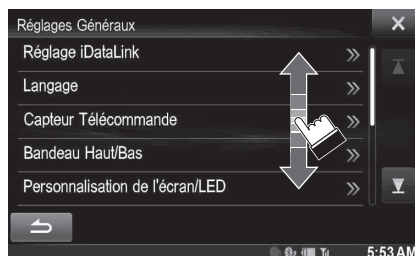 Réglages Généraux
Réglage iDataLink
Langage
Capteur Télécommande
Bandeau Haut/Bas
Personnalisation de l'écran/LED
5:53 AM